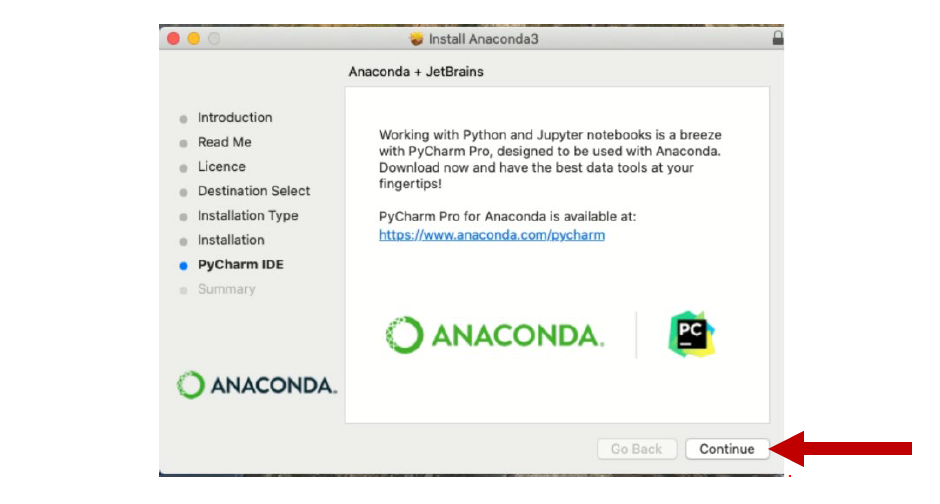 Install Anaconda3
Anaconda + JetBrains
Introduction
Read Me
Licence
Destination Select
Installation Type
Installation
PyCharm IDE
Summary
ANACONDA.
Working with Python and Jupyter notebooks is a breeze
with PyCharm Pro, designed to be used with Anaconda.
Download now and have the best data tools at your
fingertips!
PyCharm Pro for Anaconda is available at:
https://www.anaconda.com/pycharm
ANACONDA.
PC
Go Back
Continue